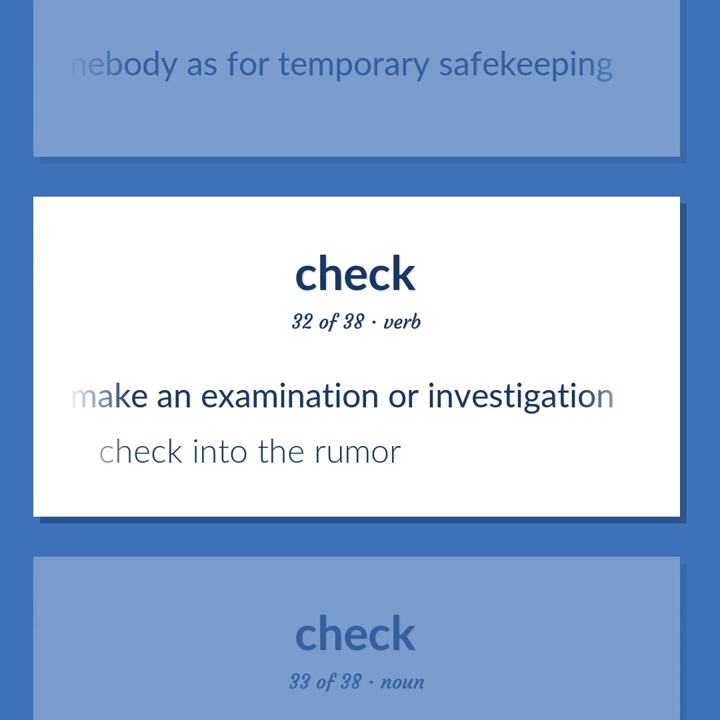 as for temporary safekeeping
check
32 of 38 · verb
make an examination or investigation
check into the rumor
check
33 of 38 · noun